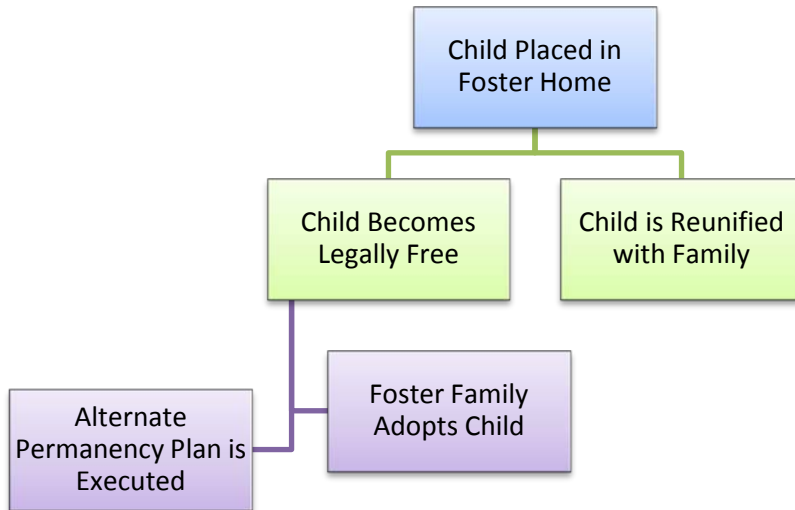 Child Placed in
Foster Home
Child Becomes
Legally Free
Child is Reunified
with Family
Foster Family
Adopts Child
Alternate
Permanency Plan is
Executed